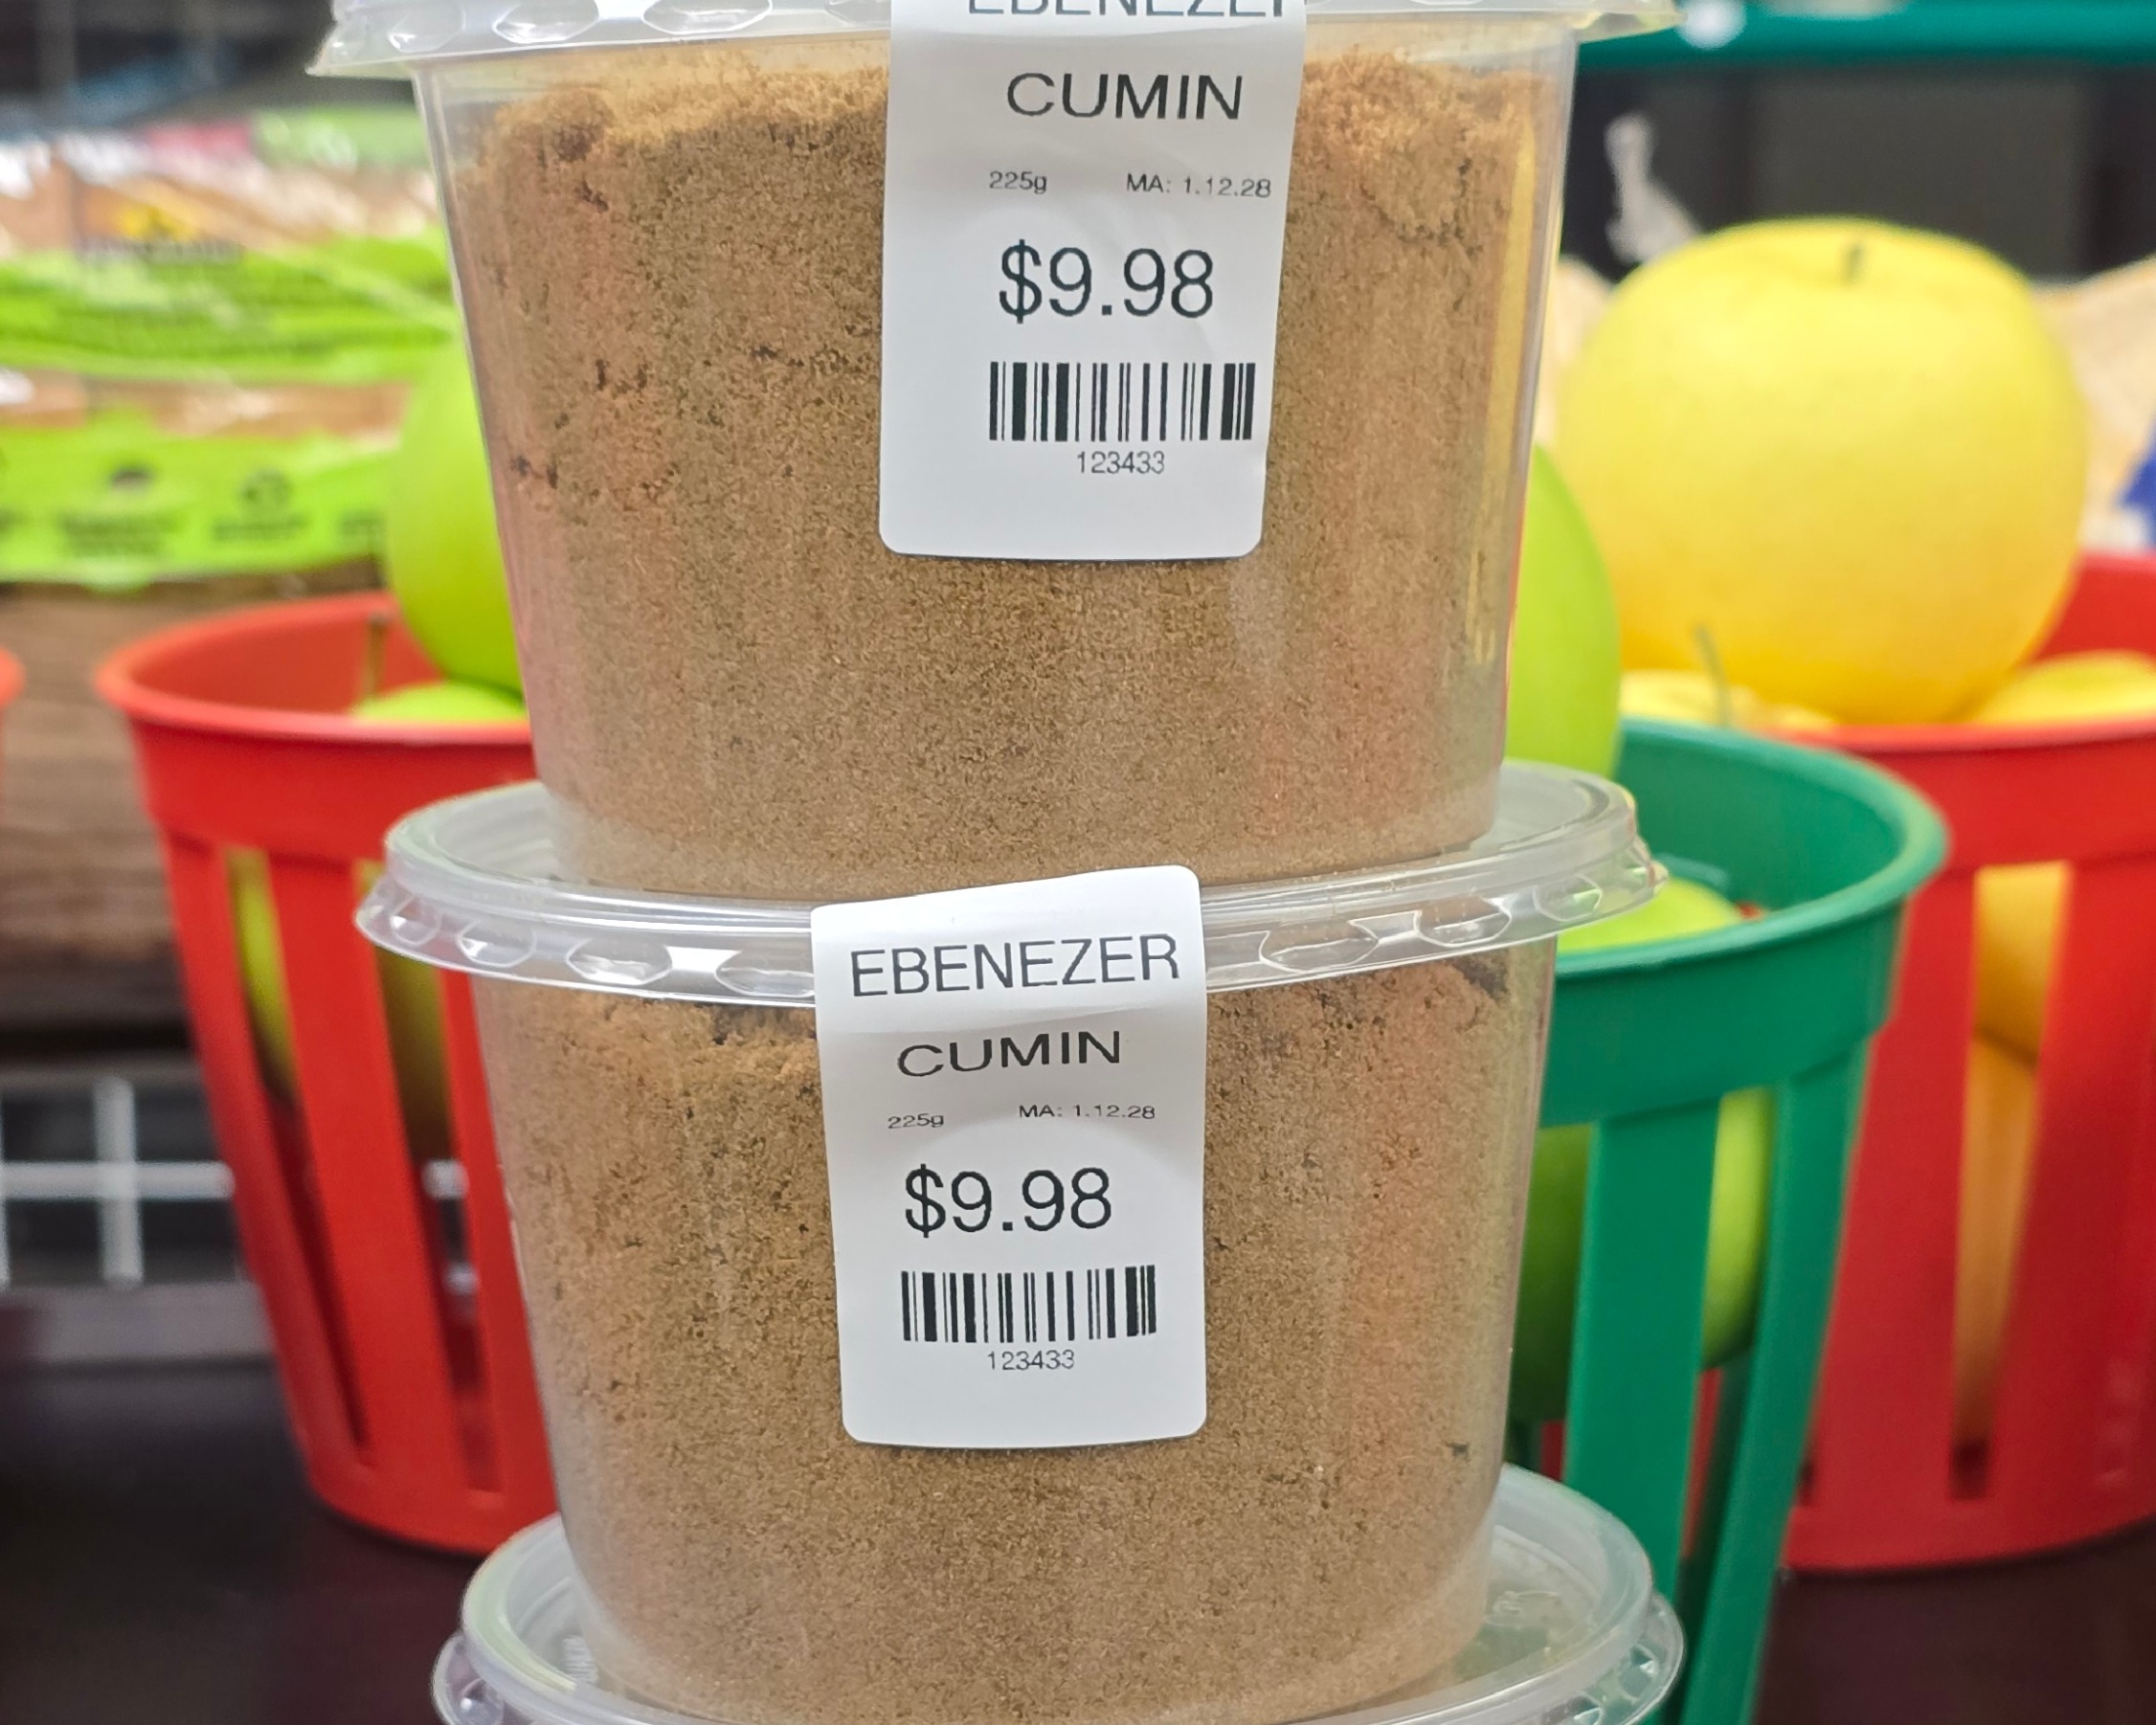 CUMIN
225g MA: 1.12.28
$9.98
123433
EBENEZER
CUMIN
225g MA: 1.12.28
$9.98
123433